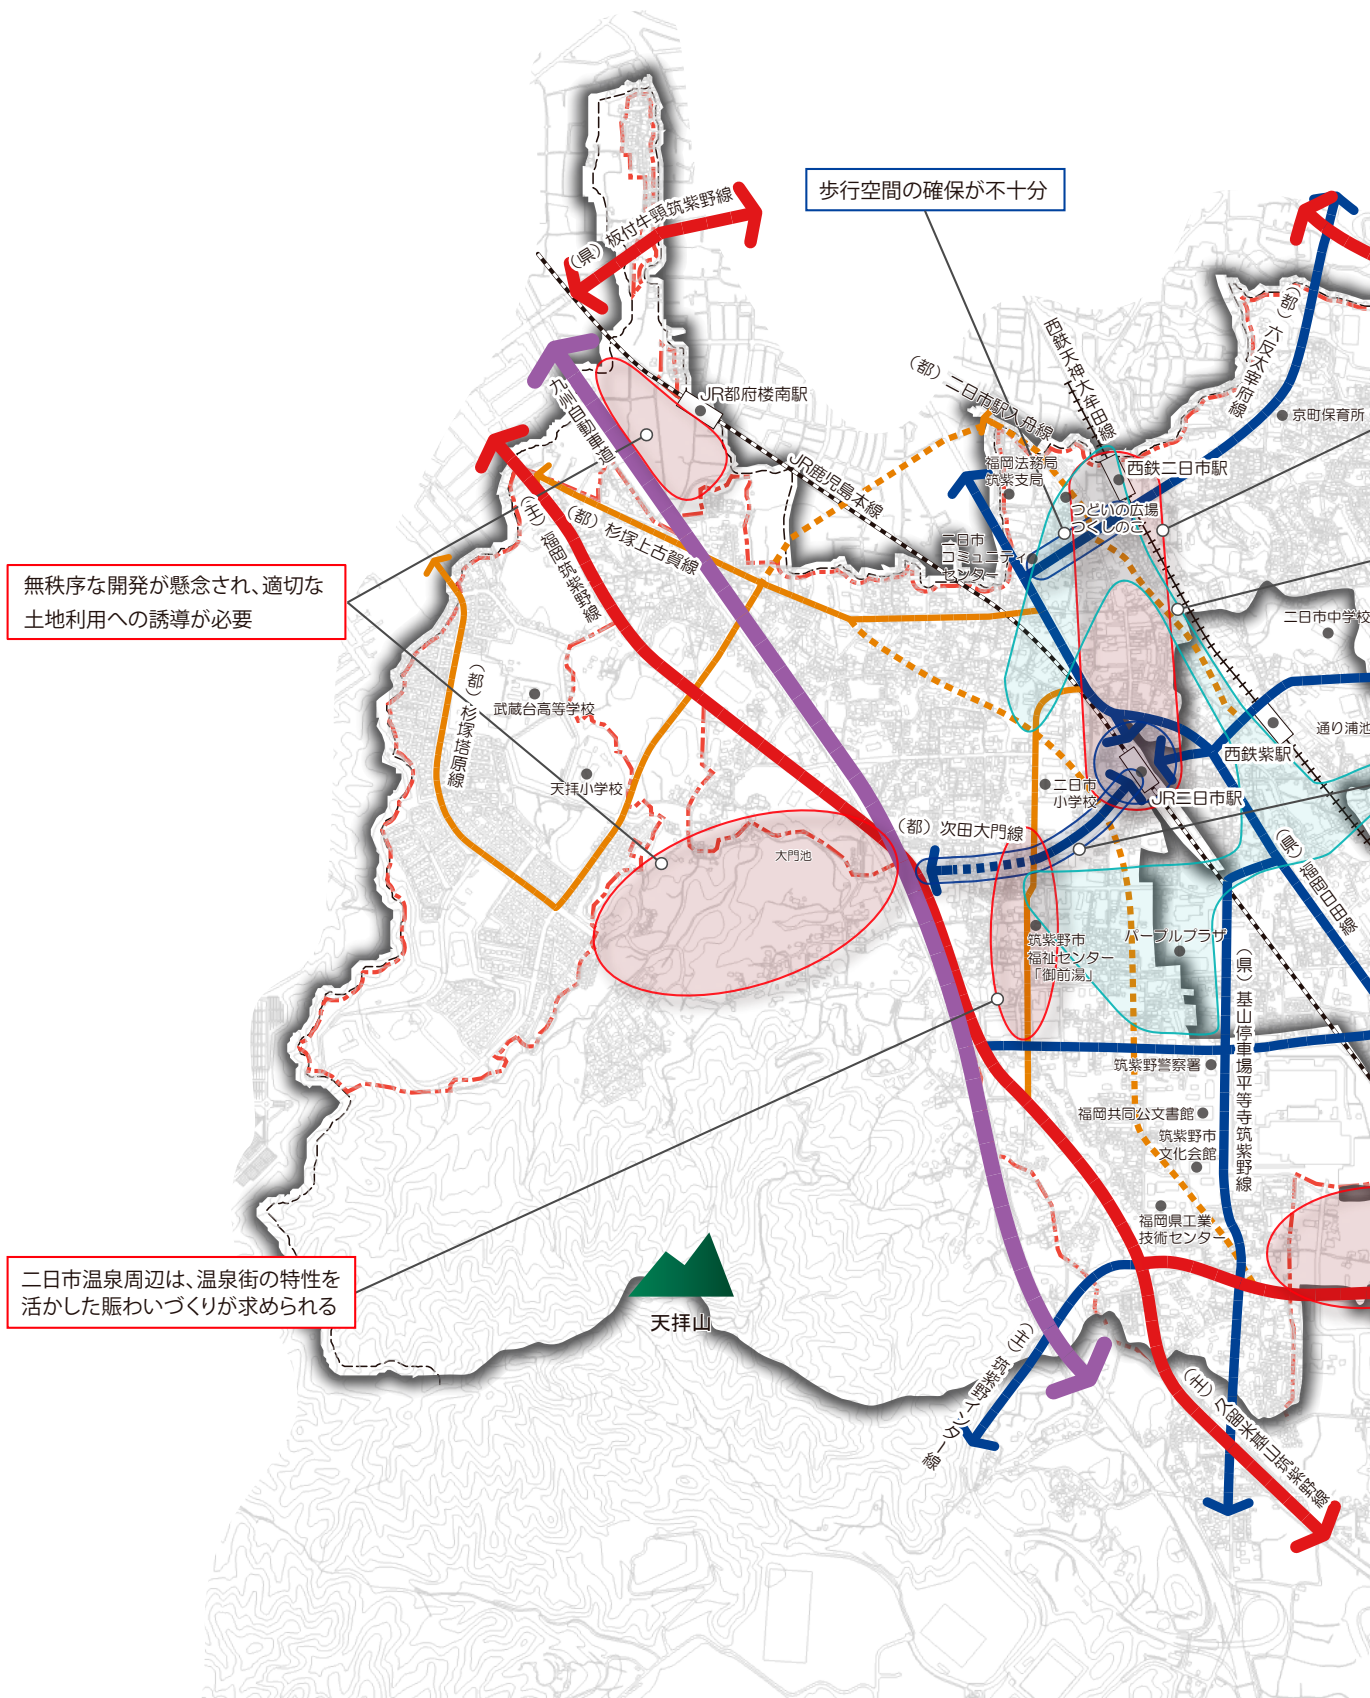 歩行空間の確保が不十分
(県) 板付牛頸筑紫野線
九州自動車道
JR都府楼南駅
JR鹿児島本線
(都) 二日市駅入舟線
西鉄天神大牟田線
(都) 六反太宰府線
京町保育所
福岡法務局
筑紫支局
西鉄二日市駅
つどいの広場
つくしのこ
二日市
コミュニティ
センター
(主) 福岡筑紫野線
(都) 杉塚上古賀線
無秩序な開発が懸念され、適切な
土地利用への誘導が必要
二日市中学校
(都) 杉塚塔原線
武蔵台高等学校
天拝小学校
通り浦池
西鉄紫駅
二日市
小学校
JR二日市駅
(都) 次田大門線
大門池
(県) 福岡日田線
筑紫野市
福祉センター
「御前湯」
パープルプラザ
(県) 基山停車場平等寺筑紫野線
筑紫野警察署
福岡共同公文書館
筑紫野市
文化会館
福岡県工業
技術センター
二日市温泉周辺は、温泉街の特性を
活かした賑わいづくりが求められる
天拝山
(主) 筑紫野インター線
(主) 久留米基山筑紫野線